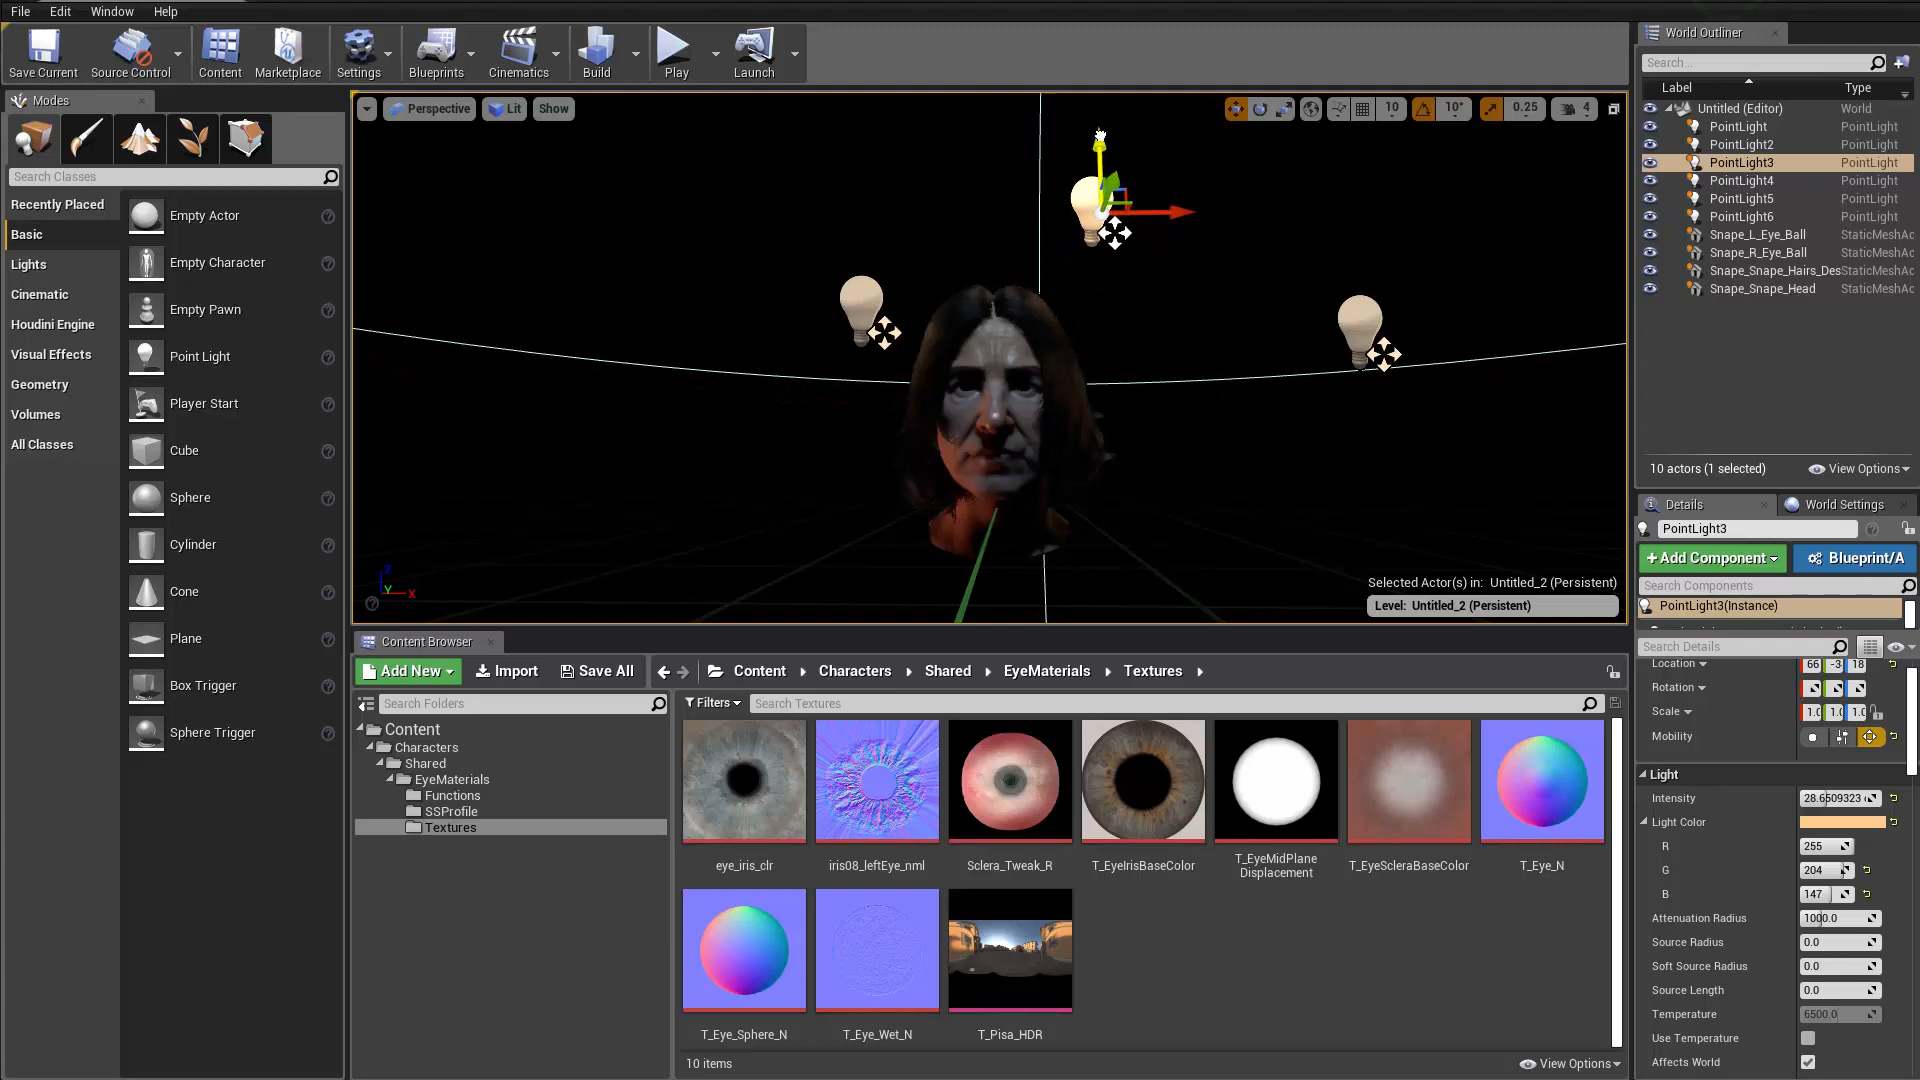 File Edit Window Help
Save Current
Source Control
Content
Marketplace
Settings
Blueprints
Cinematics
Build
Play
Launch
Modes
Search Classes
Recently Placed
Basic
Lights
Cinematic
Houdini Engine
Visual Effects
Geometry
Volumes
All Classes
Empty Actor
Empty Character
Empty Pawn
Point Light
Player Start
Cube
Sphere
Cylinder
Cone
Plane
Box Trigger
Sphere Trigger
Perspective
Lit
Show
10
10°
0.25
4
Z
Y
X
Selected Actor(s) in: Untitled_2 (Persistent)
Level: Untitled_2 (Persistent)
Content Browser
Add New
Import
Save All
Content
Characters
Shared
EyeMaterials
Textures
Search Folders
Filters
Search Textures
Content
Characters
Shared
EyeMaterials
Functions
SSProfile
Textures
eye_iris_clr
iris08_leftEye_nml
Sclera_Tweak_R
T_EyeIrisBaseColor
T_EyeMidPlane
Displacement
T_EyeScleraBaseColor
T_Eye_N
T_Eye_Sphere_N
T_Eye_Wet_N
T_Pisa_HDR
10 items
View Options
World Outliner
Search...
Label Type
Untitled (Editor) World
PointLight PointLight
PointLight2 PointLight
PointLight3 PointLight
PointLight4 PointLight
PointLight5 PointLight
PointLight6 PointLight
Snape_L_Eye_Ball StaticMeshAc
Snape_R_Eye_Ball StaticMeshAc
Snape_Snape_Hairs_Des StaticMeshAc
Snape_Snape_Head StaticMeshAc
10 actors (1 selected)
View Options
Details
World Settings
PointLight3
+Add Component
Blueprint/A
Search Components
PointLight3(Instance)
Search Details
Location 66 -3 18
Rotation
Scale 1.0 1.0 1.0
Mobility
Light
Intensity 28.6509323
Light Color
R 255
G 204
B 147
Attenuation Radius 1000.0
Source Radius 0.0
Soft Source Radius 0.0
Source Length 0.0
Temperature 6500.0
Use Temperature
Affects World